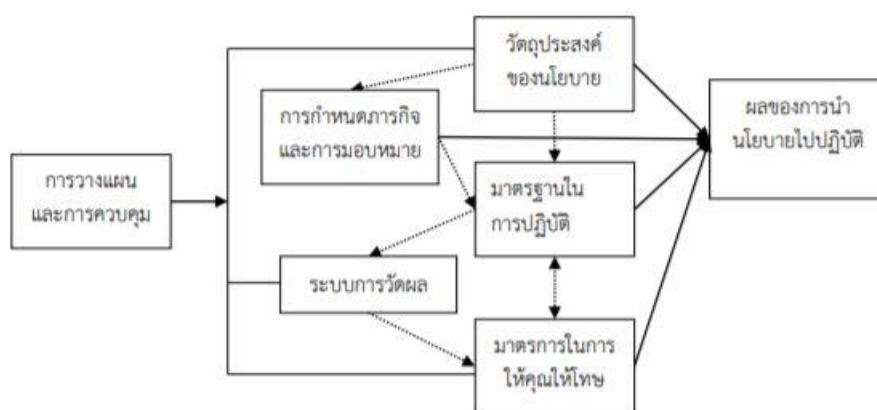 วัตถุประสงค์
ของนโยบาย
การกำหนดภารกิจ
และการมอบหมาย
ผลของการนำ
นโยบายไปปฏิบัติ
การวางแผน
และการควบคุม
มาตรฐานใน
การปฏิบัติ
ระบบการวัดผล
มาตรการในการ
ให้คุณให้โทษ